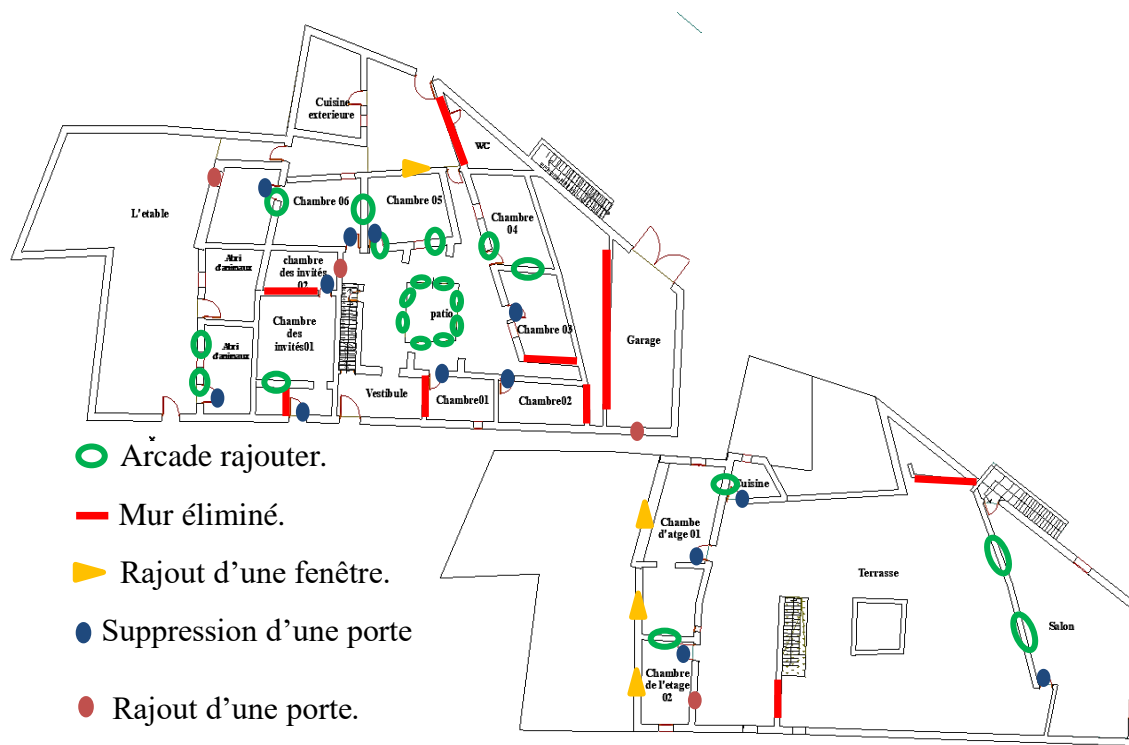 Cuisine
exterieure
WC
L'etable
Chambre 06
Chambre 05
Chambre
04
Abri
d'animaux
chambre
des invités
02
patio
Chambre 03
Garage
Chambre
des
invités01
Abri
d'animaux
Vestibule
Chambre01
Chambre02
Arcade rajouter.
Mur éliminé.
Rajout d'une fenêtre.
Suppression d'une porte
Rajout d'une porte.
Cuisine
Chambe
d'atge 01
Terrasse
Salon
Chambre
de l'etage
02